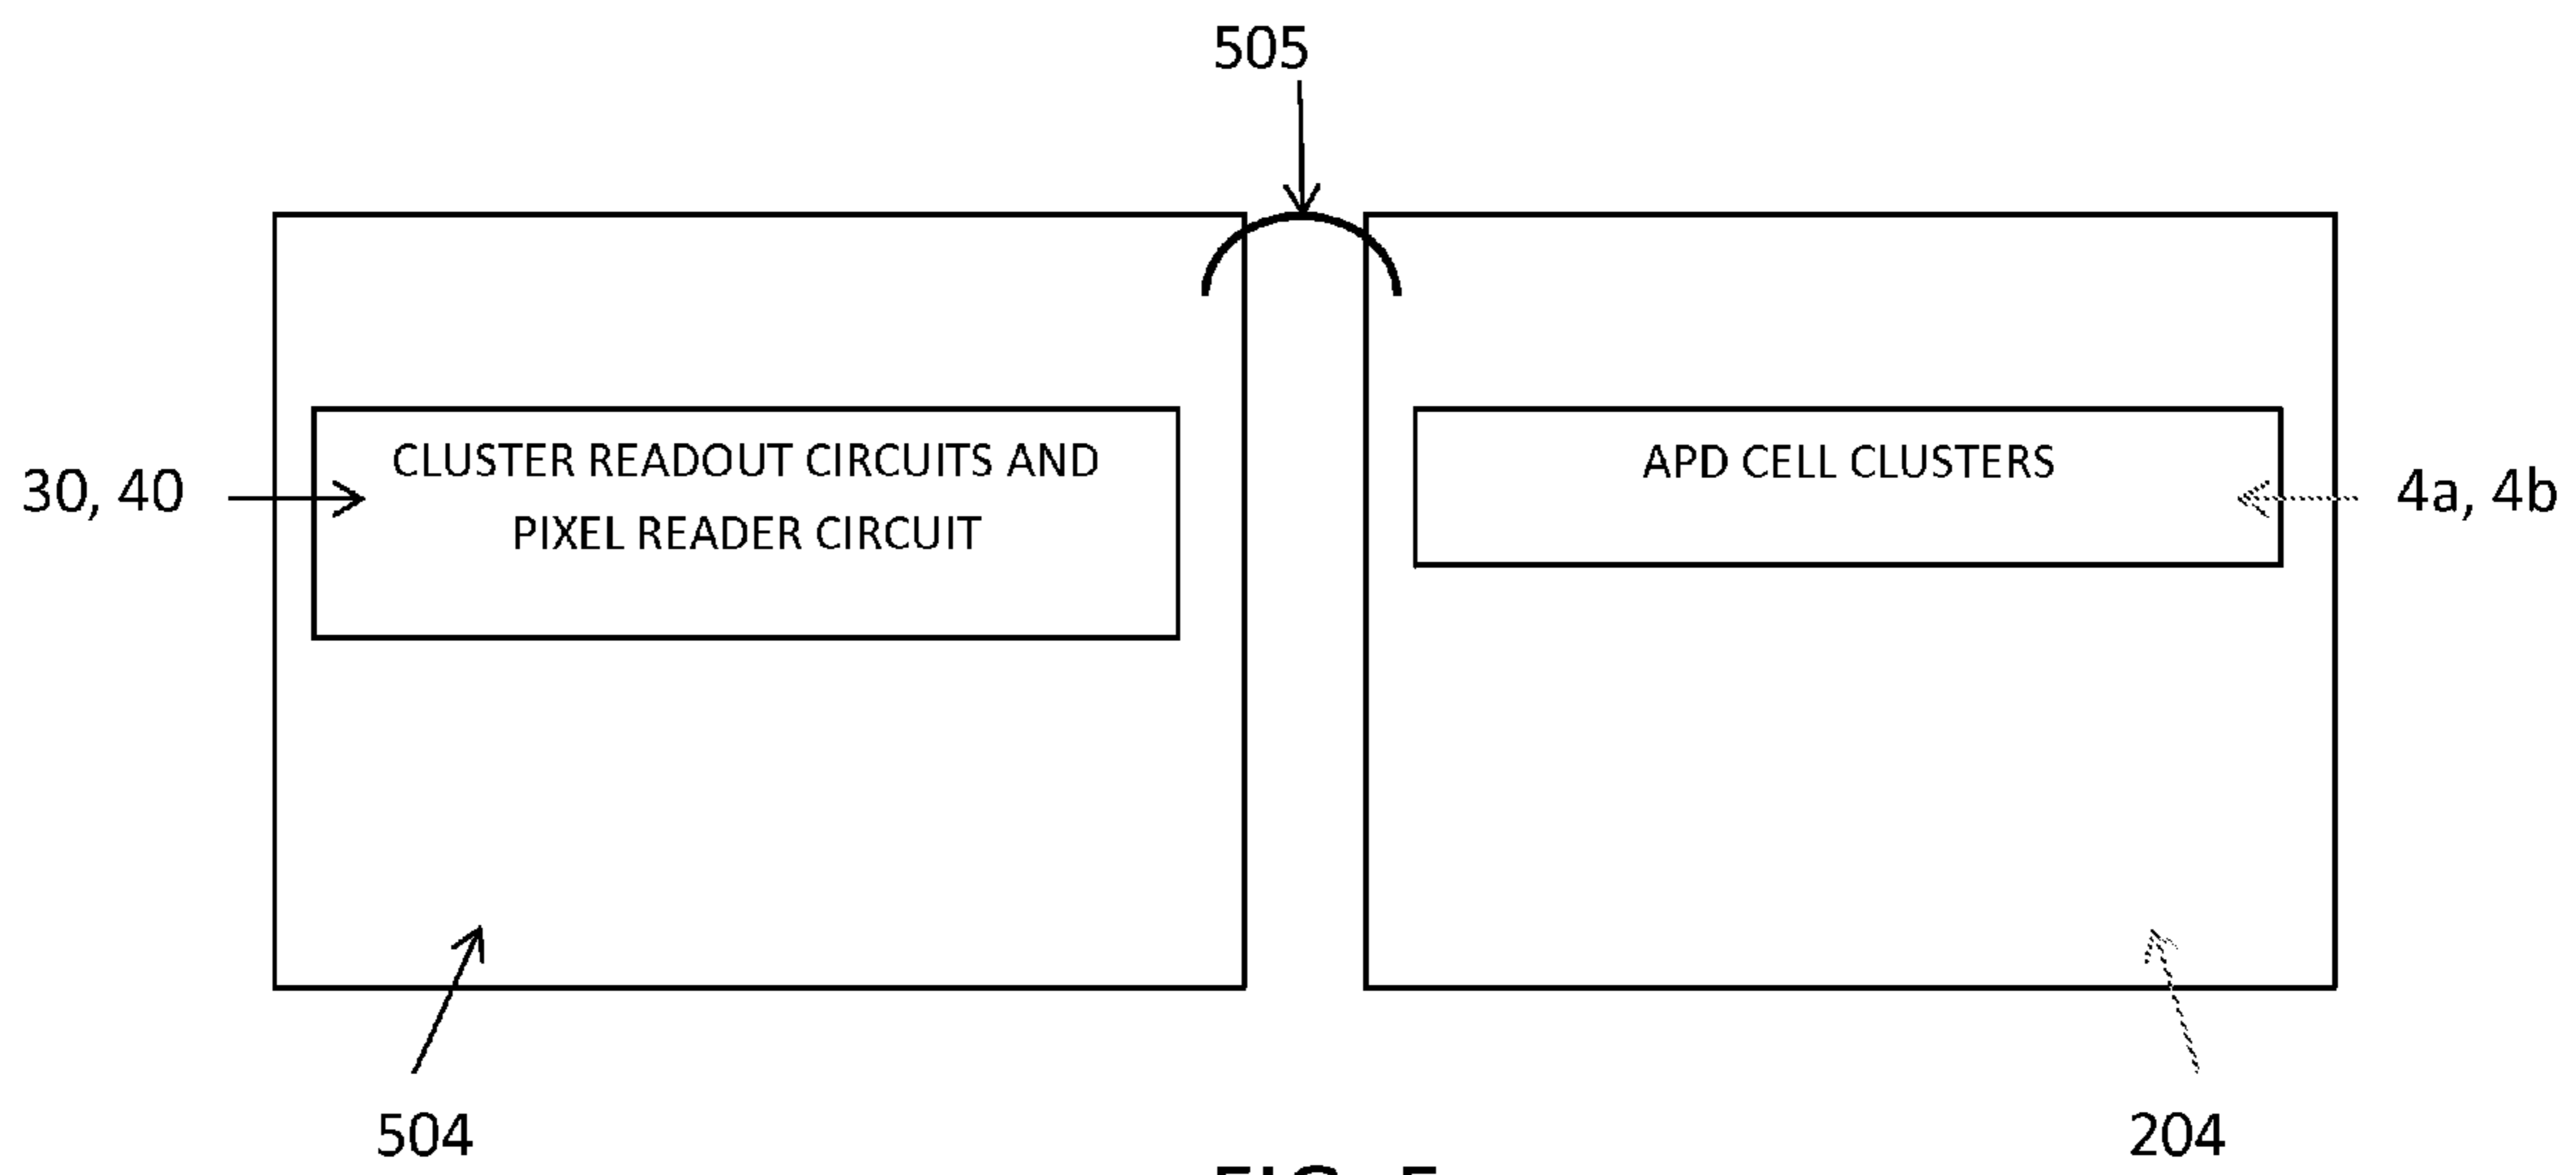 505
CLUSTER READOUT CIRCUITS AND
PIXEL READER CIRCUIT
APD CELL CLUSTERS
30, 40
4a, 4b
504
204